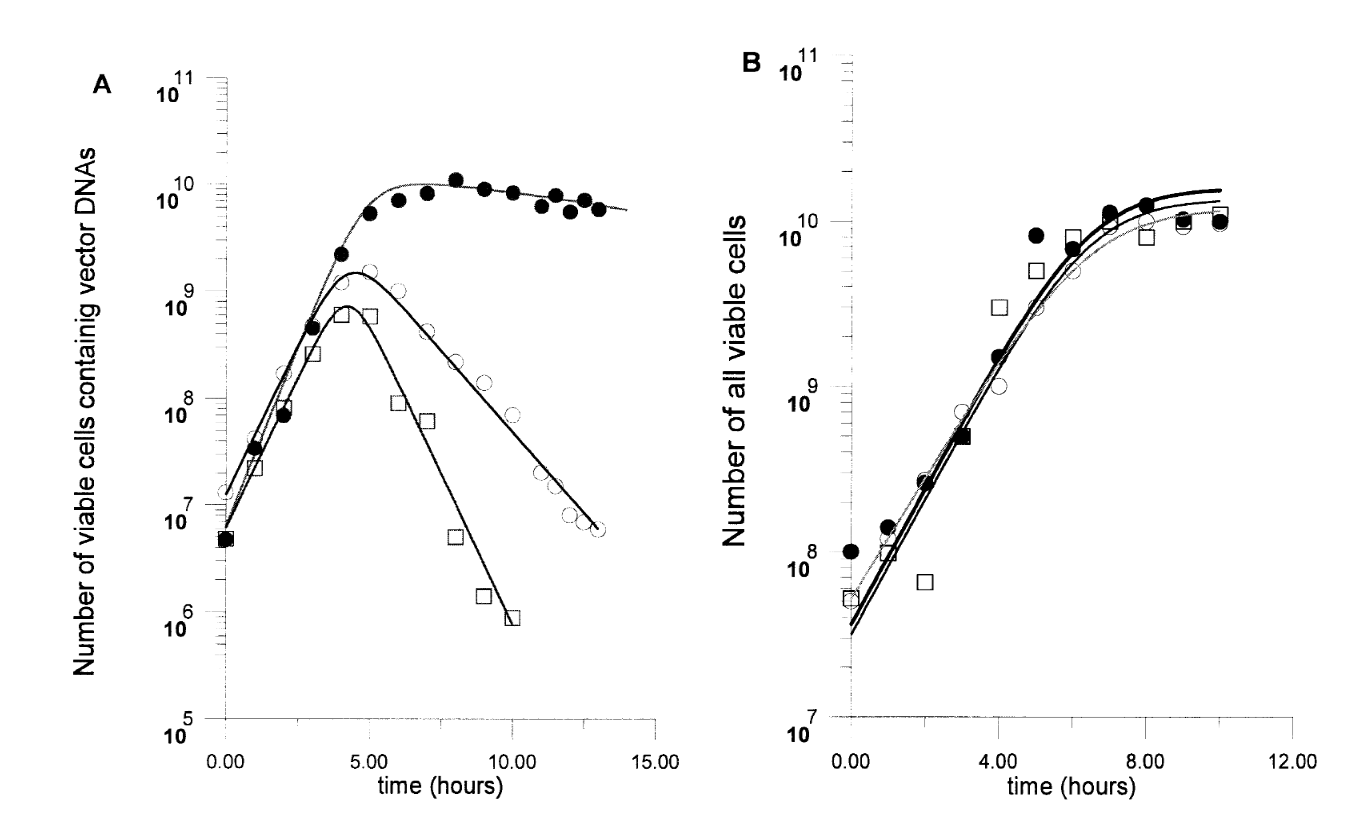 A
Number of viable cells containig vector DNAs
10 11
10 10
10 9
10 8
10 7
10 6
10 5
0.00 5.00 10.00 15.00
time (hours)
B
Number of all viable cells
10 11
10 10
10 9
10 8
10 7
0.00 4.00 8.00 12.00
time (hours)